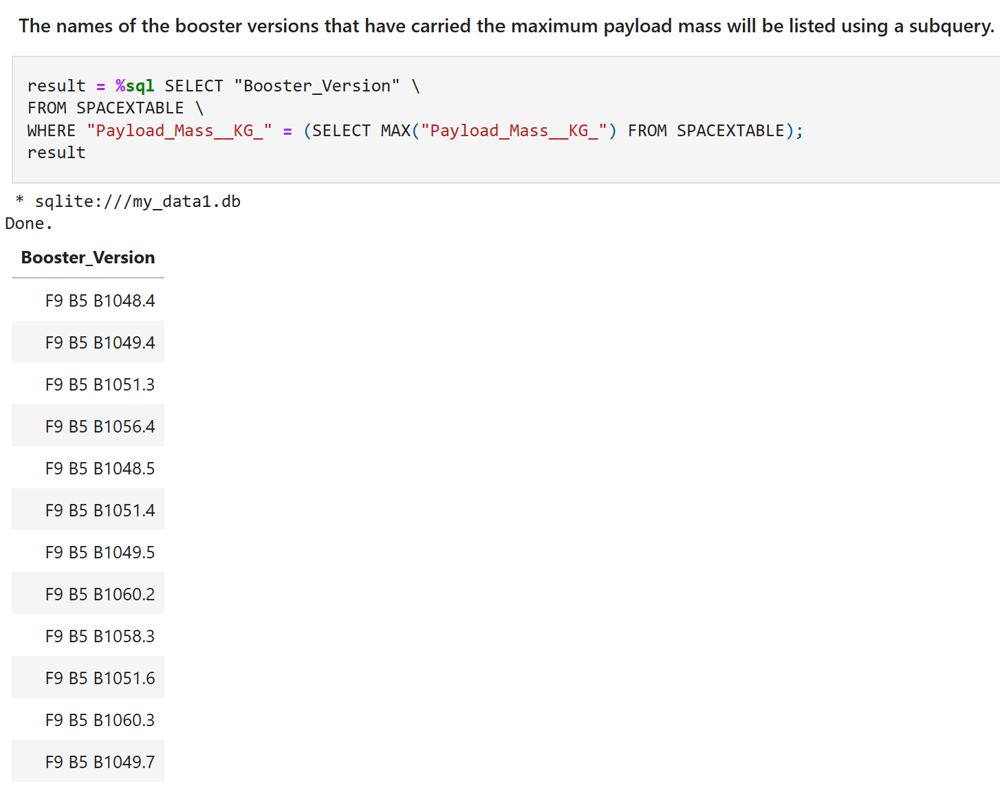 The names of the booster versions that have carried the maximum payload mass will be listed using a subquery.
result = %sql SELECT "Booster_Version" \
FROM SPACEXTABLE \
WHERE "Payload_Mass__KG_" = (SELECT MAX("Payload_Mass__KG_") FROM SPACEXTABLE);
result
* sqlite:///my_data1.db
Done.
Booster_Version
F9 B5 B1048.4
F9 B5 B1049.4
F9 B5 B1051.3
F9 B5 B1056.4
F9 B5 B1048.5
F9 B5 B1051.4
F9 B5 B1049.5
F9 B5 B1060.2
F9 B5 B1058.3
F9 B5 B1051.6
F9 B5 B1060.3
F9 B5 B1049.7